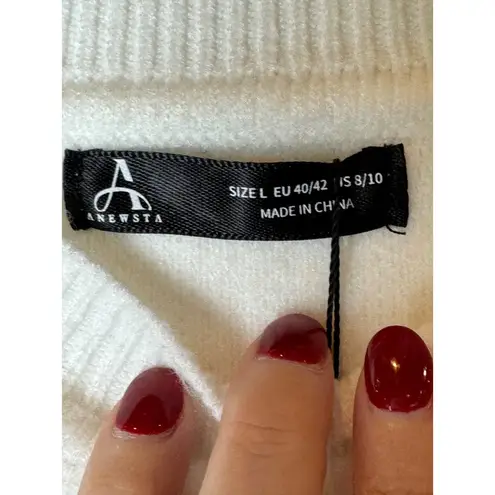 A
ANEWSTA
SIZE L EU 40/42 US 8/10
MADE IN CHINA